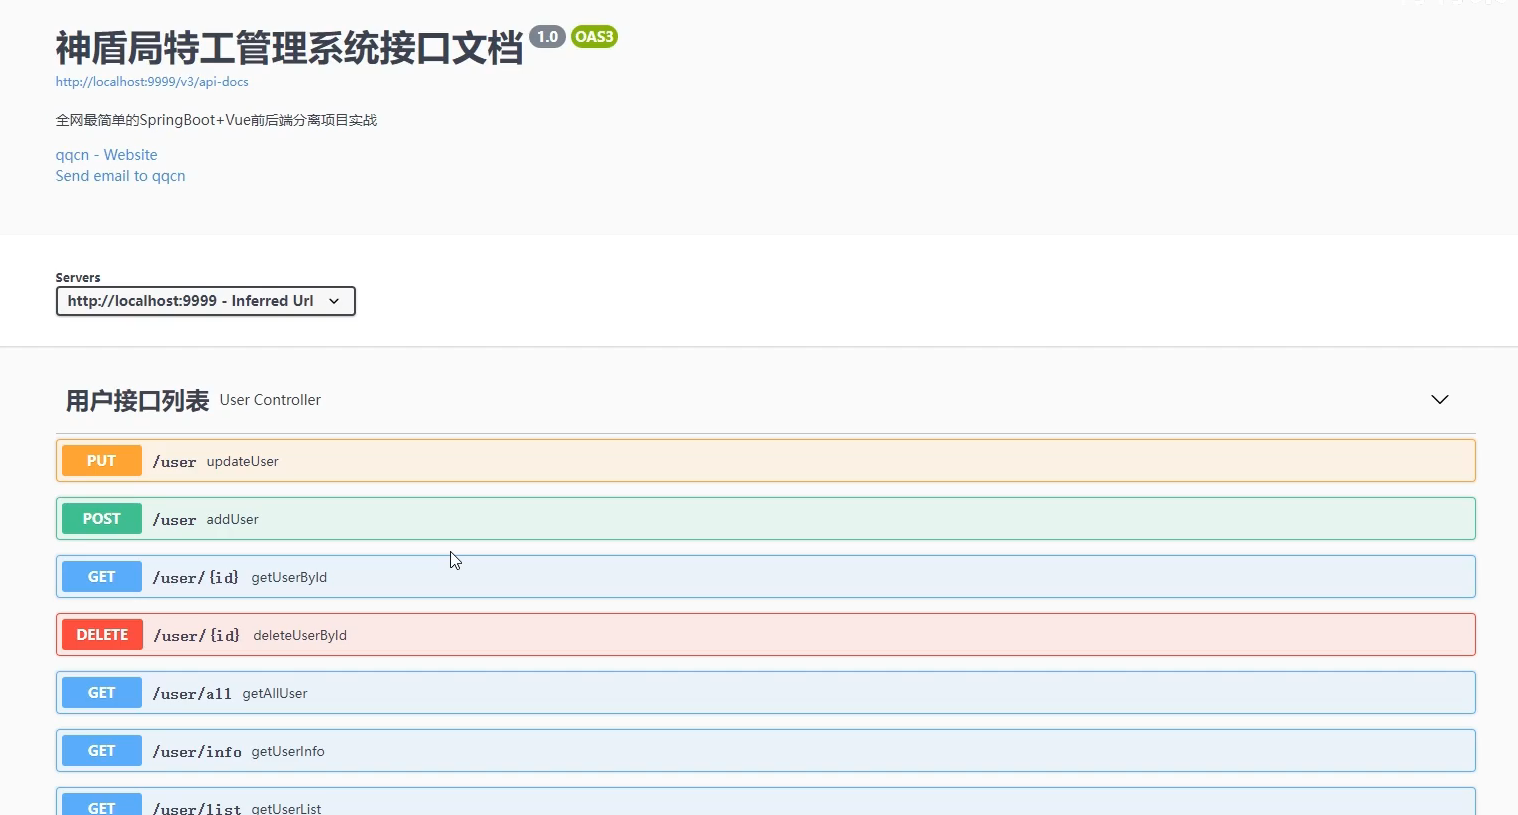 神盾局特工管理系统接口文档 1.0 OAS3
http://localhost:9999/v3/api-docs
全网最简单的SpringBoot+Vue前后端分离项目实战
qqcn - Website
Send email to qqcn
Servers
http://localhost:9999 - Inferred Url
用户接口列表 User Controller
PUT /user updateUser
POST /user addUser
GET /user/{id} getUserById
DELETE /user/{id} deleteUserById
GET /user/all getAllUser
GET /user/info getUserInfo
GET /user/list getUserList